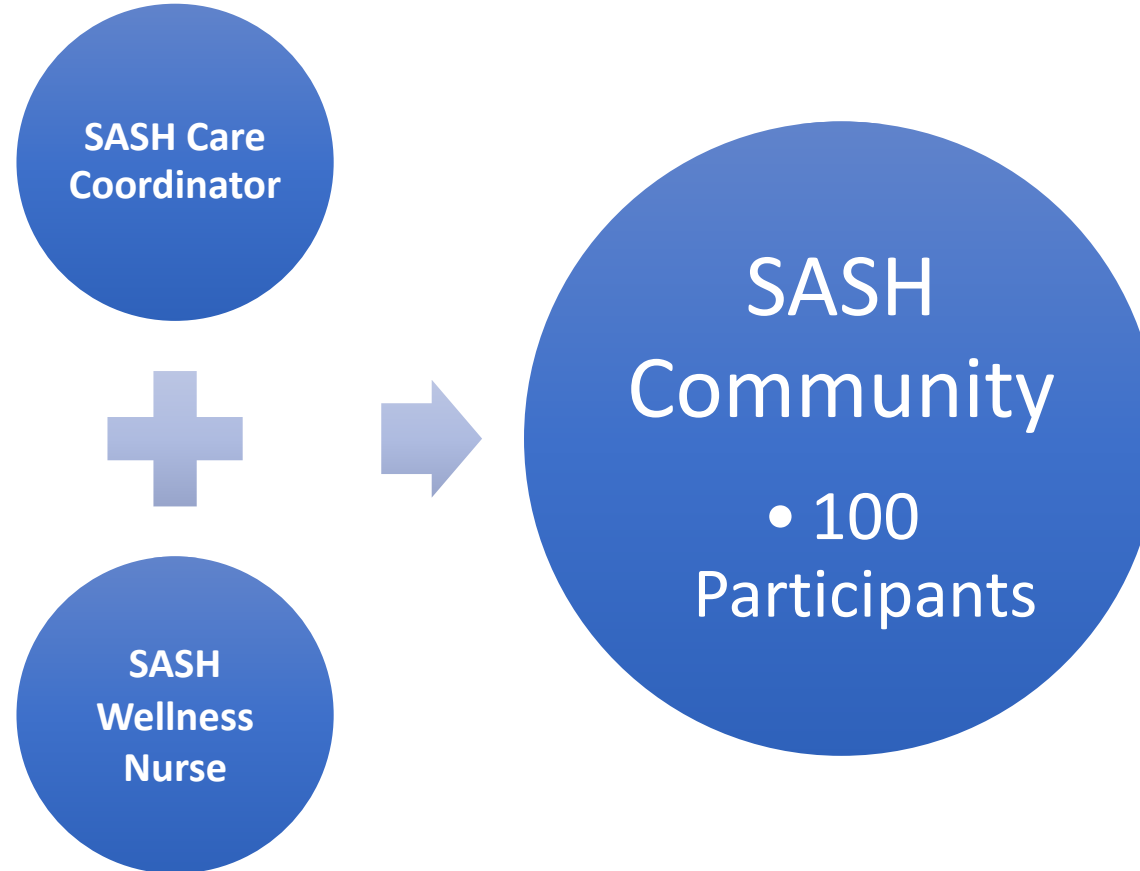 SASH Care
Coordinator
SASH
Wellness
Nurse
SASH
Community
• 100
Participants